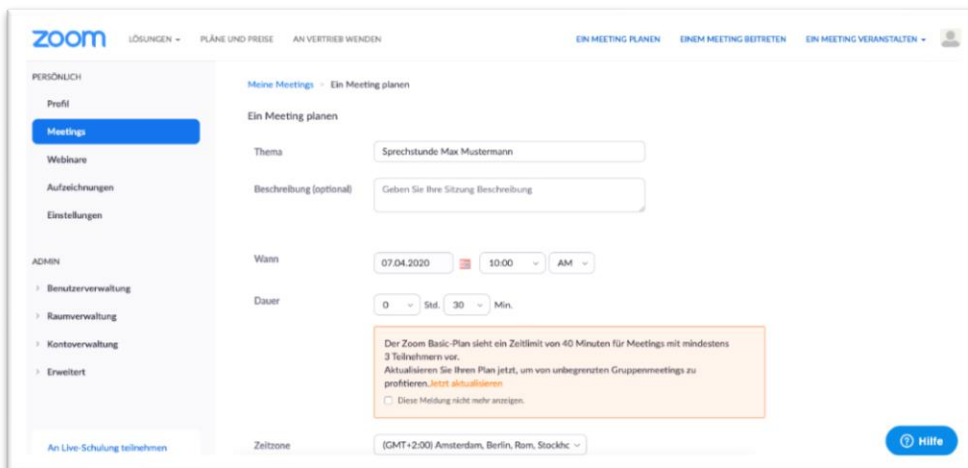 zoom LÖSUNGEN PLÄNE UND PREISE AN VERTRIEB WENDEN EIN MEETING PLANEN EINEM MEETING BEITRETEN EIN MEETING VERANSTALTEN
PERSÖNLICH
Profil
Meetings
Webinare
Aufzeichnungen
Einstellungen
ADMIN
Benutzerverwaltung
Raumverwaltung
Kontoverwaltung
Erweitert
An Live-Schulung teilnehmen
Meine Meetings > Ein Meeting planen
Ein Meeting planen
Thema Sprechstunde Max Mustermann
Beschreibung (optional) Geben Sie Ihre Sitzung Beschreibung
Wann 07.04.2020 10:00 AM
Dauer 0 Std. 30 Min.
Der Zoom Basic-Plan sieht ein Zeitlimit von 40 Minuten für Meetings mit mindestens
3 Teilnehmern vor.
Aktualisieren Sie Ihren Plan jetzt, um von unbegrenzten Gruppenmeetings zu
profitieren.Jetzt aktualisieren
Diese Meldung nicht mehr anzeigen.
Zeitzone (GMT+2:00) Amsterdam, Berlin, Rom, Stockhc
Hilfe